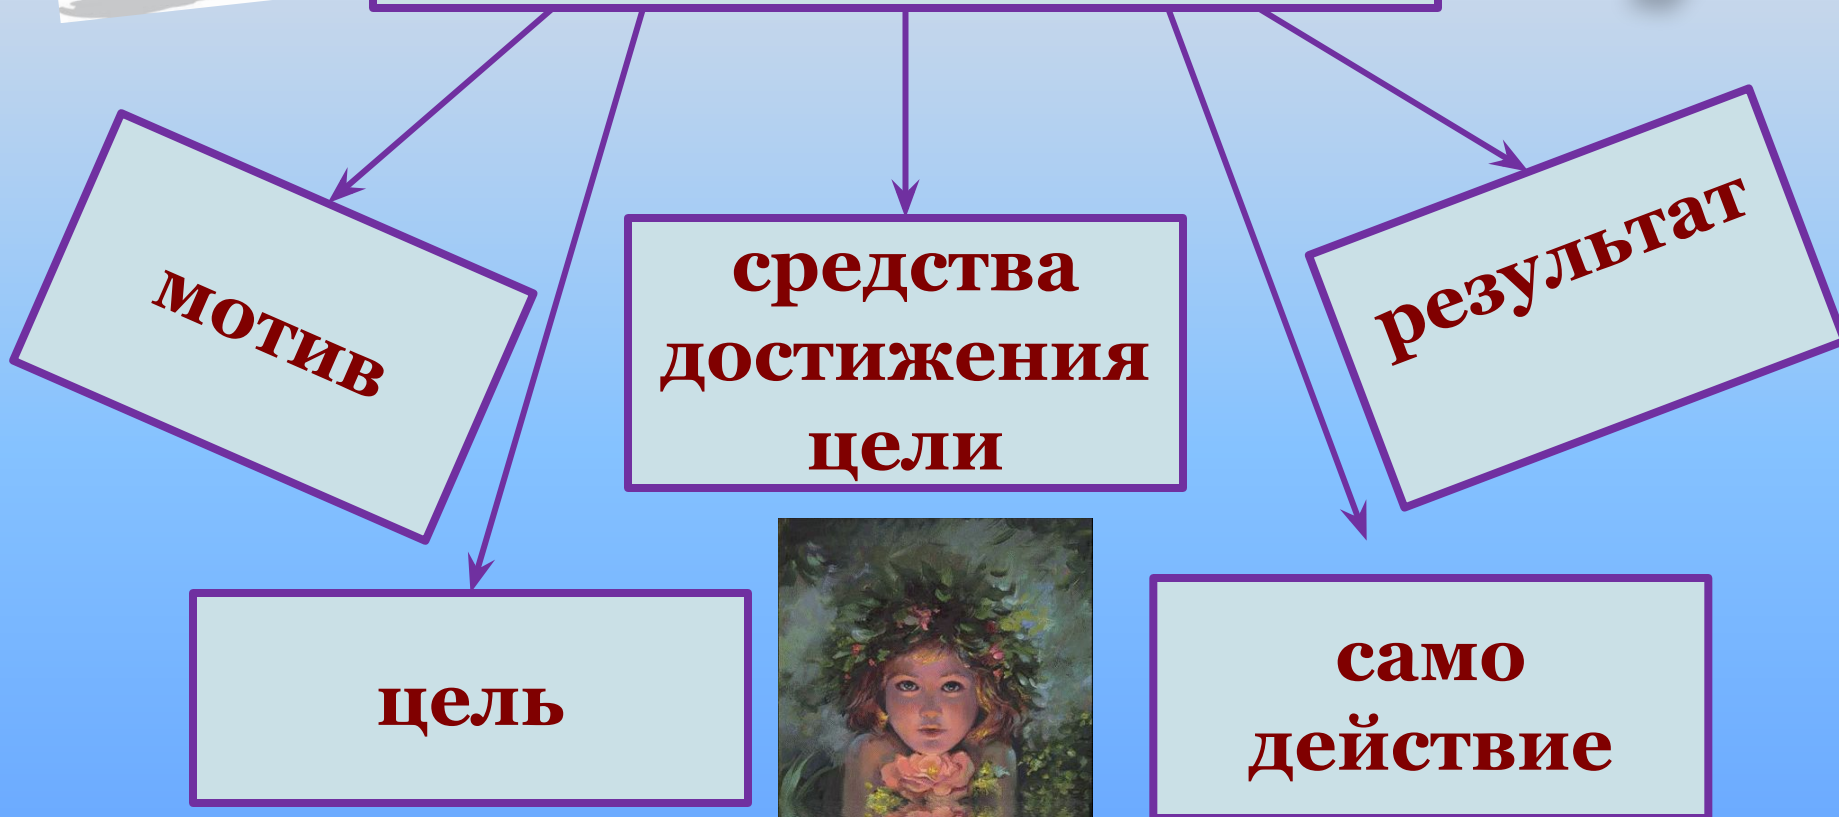 мотив
средства
достижения
цели
результат
цель
само
действие